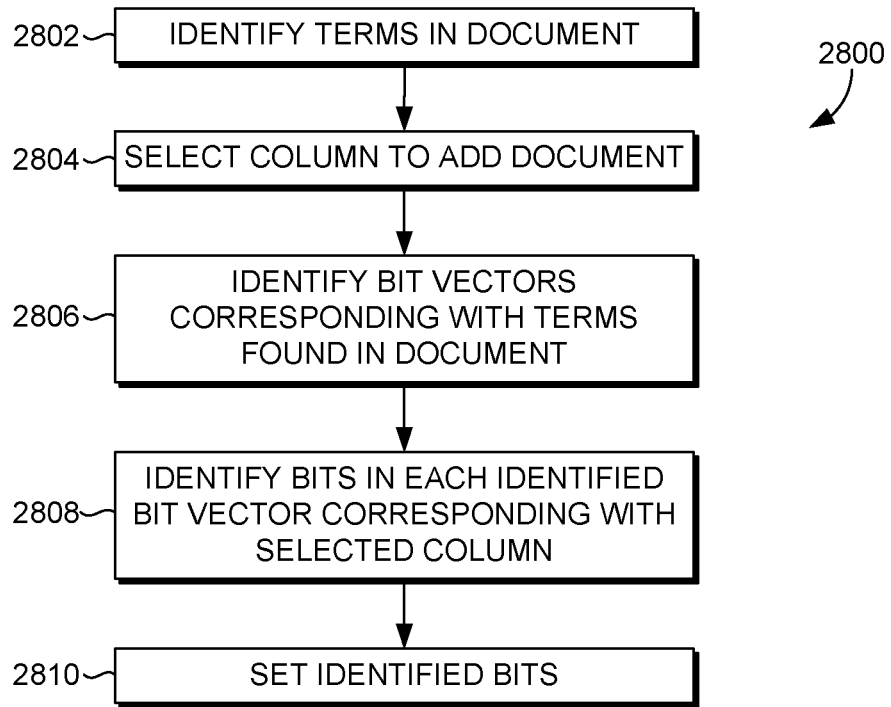 2802
IDENTIFY TERMS IN DOCUMENT
2800
2804
SELECT COLUMN TO ADD DOCUMENT
2806
IDENTIFY BIT VECTORS
CORRESPONDING WITH TERMS
FOUND IN DOCUMENT
2808
IDENTIFY BITS IN EACH IDENTIFIED
BIT VECTOR CORRESPONDING WITH
SELECTED COLUMN
2810
SET IDENTIFIED BITS